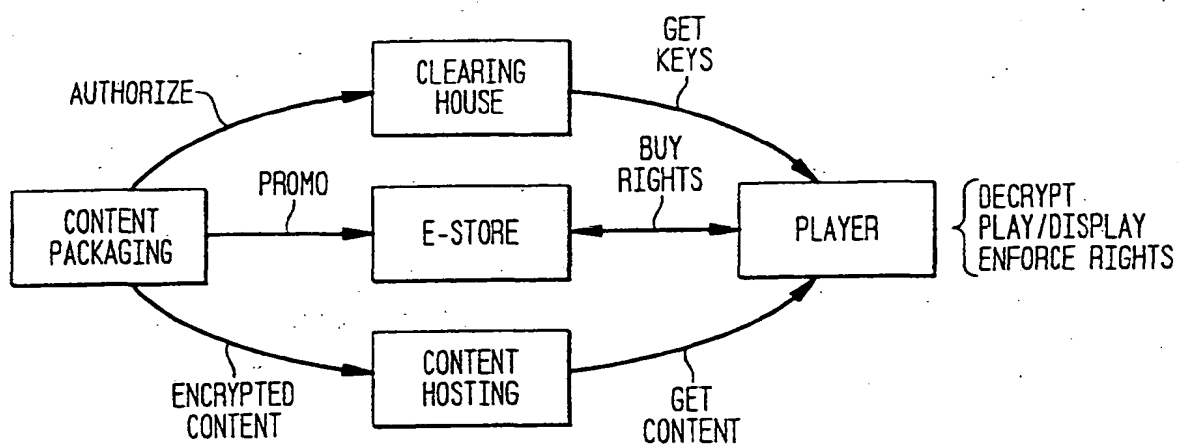 GET
KEYS
CLEARING
HOUSE
AUTHORIZE
BUY
RIGHTS
PROMO
CONTENT
PACKAGING
E-STORE
PLAYER
DECRYPT
PLAY/DISPLAY
ENFORCE RIGHTS
CONTENT
HOSTING
ENCRYPTED
CONTENT
GET
CONTENT